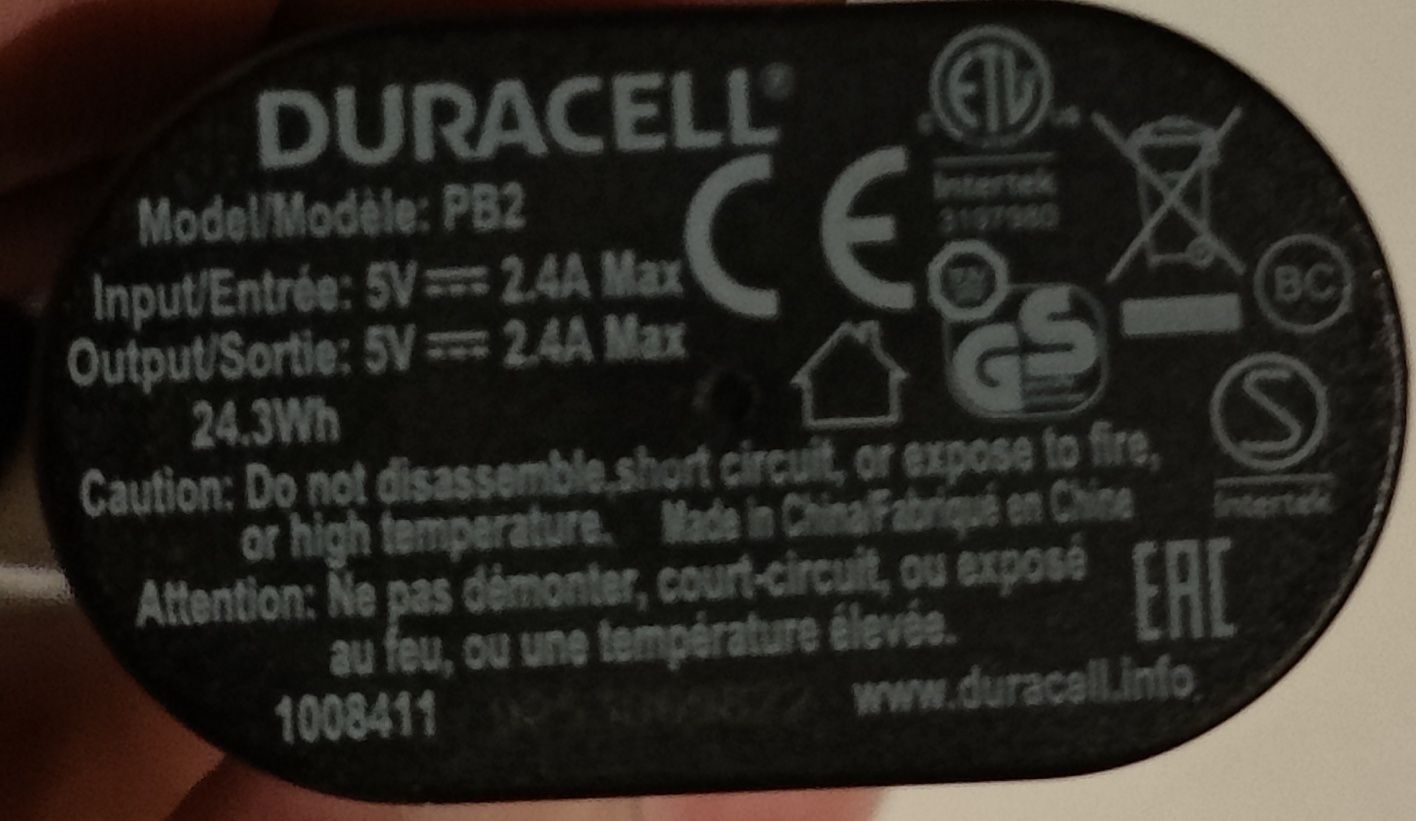 DURACELL®
Model/Modèle: PB2
Input/Entrée: 5V⎓2.4A Max
Output/Sortie: 5V⎓2.4A Max
24.3Wh
CE
ETL
Intertek
GS
BC
S
Intertek
Caution: Do not disassemble,short circuit, or expose to fire,
or high temperature. Made in China/Fabriqué en Chine
Attention: Ne pas démonter, court-circuit, ou exposé
au feu, ou une température élevée.
EAC
1008411
www.duracell.info